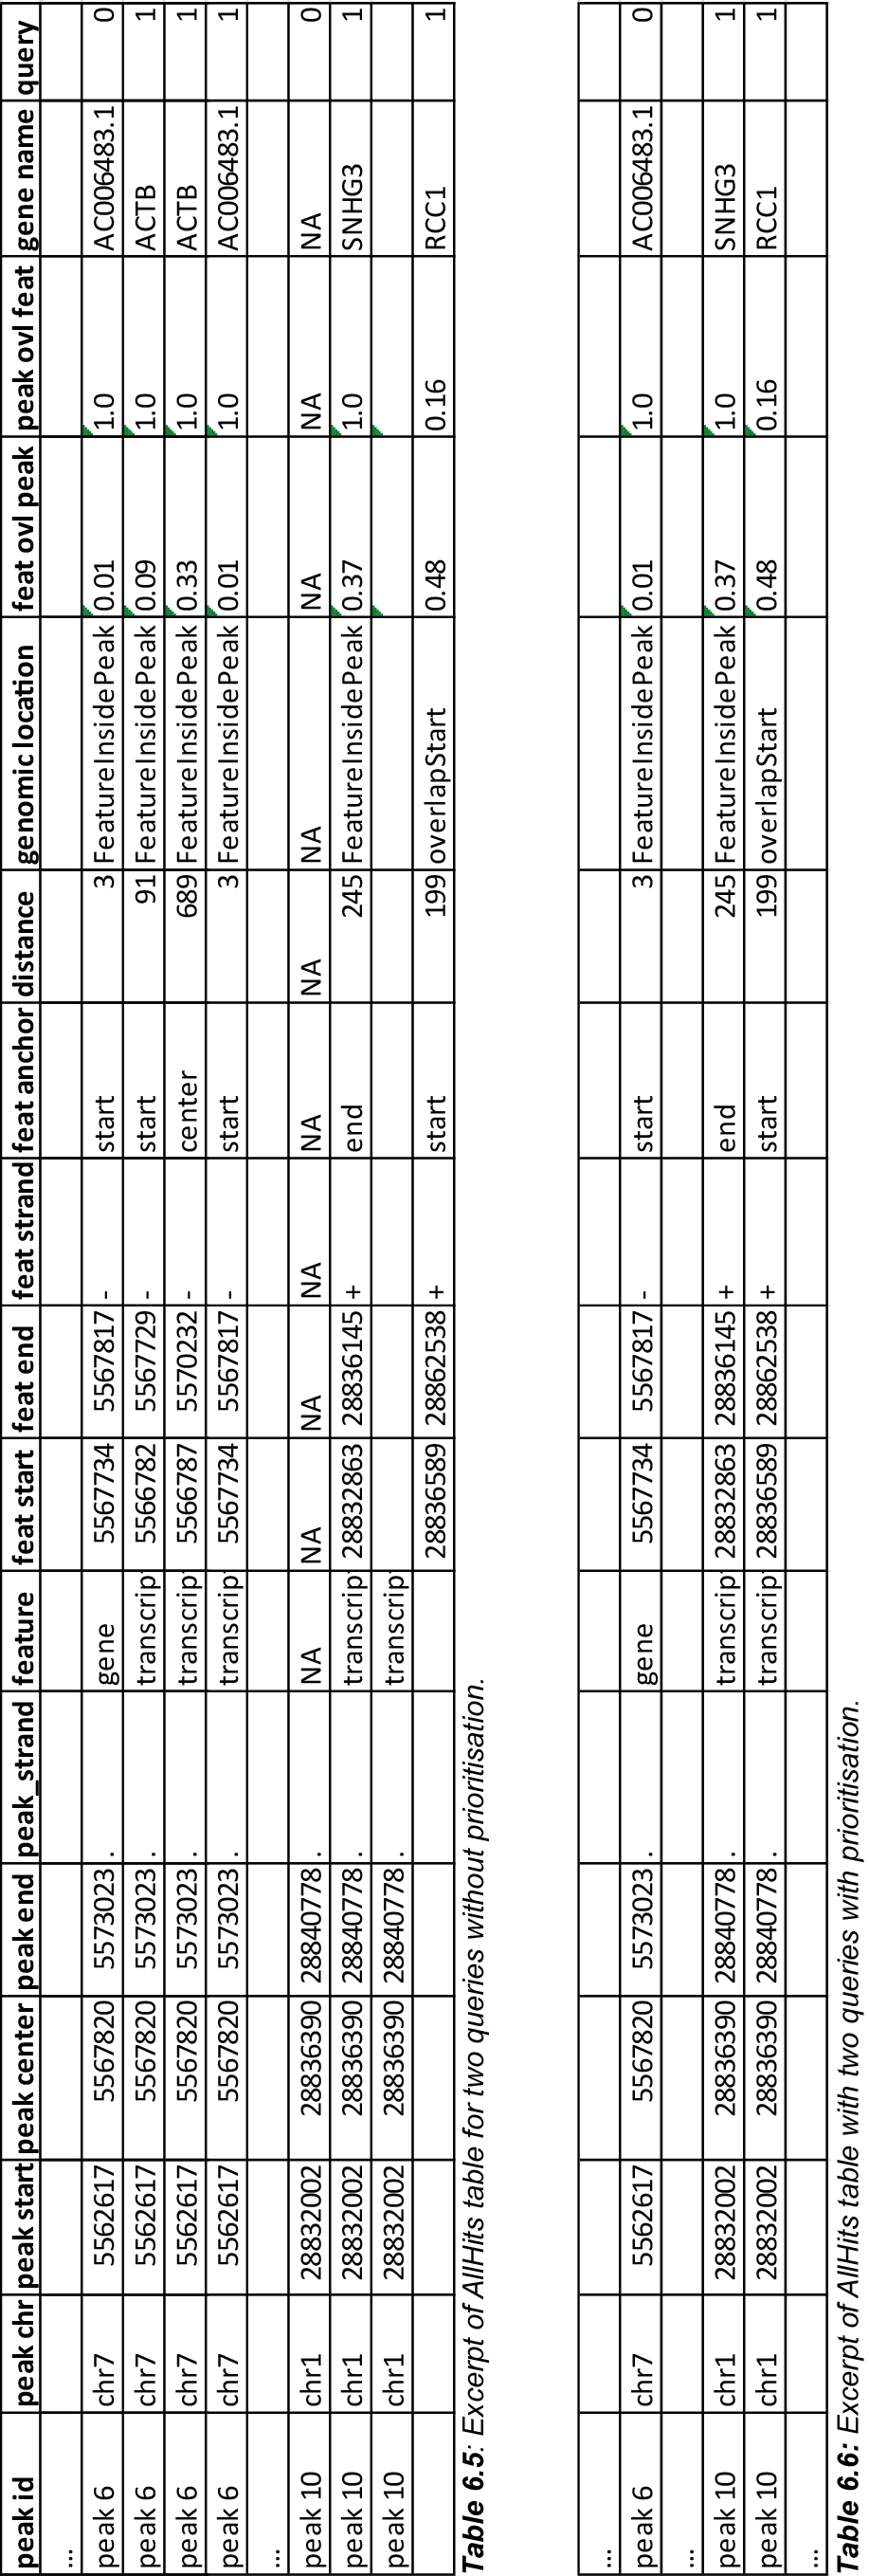 peak id peak chr peak start peak center peak end peak_strand feature feat start feat end feat strand feat anchor distance genomic location feat ovl peak peak ovl feat gene name query
...
peak 6 chr7 5562617 5567820 5573023 . gene 5567734 5567817 - start 3 FeatureInsidePeak 0.01 1.0 AC006483.1 0
peak 6 chr7 5562617 5567820 5573023 . transcrip 5566782 5567729 - start 91 FeatureInsidePeak 0.09 1.0 ACTB 1
peak 6 chr7 5562617 5567820 5573023 . transcrip 5566787 5570232 - center 689 FeatureInsidePeak 0.33 1.0 ACTB 1
peak 6 chr7 5562617 5567820 5573023 . transcrip 5567734 5567817 - start 3 FeatureInsidePeak 0.01 1.0 AC006483.1 1
...
peak 10 chr1 28832002 28836390 28840778 . NA NA NA NA NA NA NA NA NA NA 0
peak 10 chr1 28832002 28836390 28840778 . transcript 28832863 28836145 + end 245 FeatureInsidePeak 0.37 1.0 SNHG3 1
peak 10 chr1 28832002 28836390 28840778 . transcrip
28836589 28862538 + start 199 overlapStart 0.48 0.16 RCC1 1
Table 6.5: Excerpt of AllHits table for two queries without prioritisation.
...
peak 6 chr7 5562617 5567820 5573023 . gene 5567734 5567817 - start 3 FeatureInsidePeak 0.01 1.0 AC006483.1 0
...
peak 10 chr1 28832002 28836390 28840778 . transcript 28832863 28836145 + end 245 FeatureInsidePeak 0.37 1.0 SNHG3 1
peak 10 chr1 28832002 28836390 28840778 . transcript 28836589 28862538 + start 199 overlapStart 0.48 0.16 RCC1 1
...
Table 6.6: Excerpt of AllHits table with two queries with prioritisation.